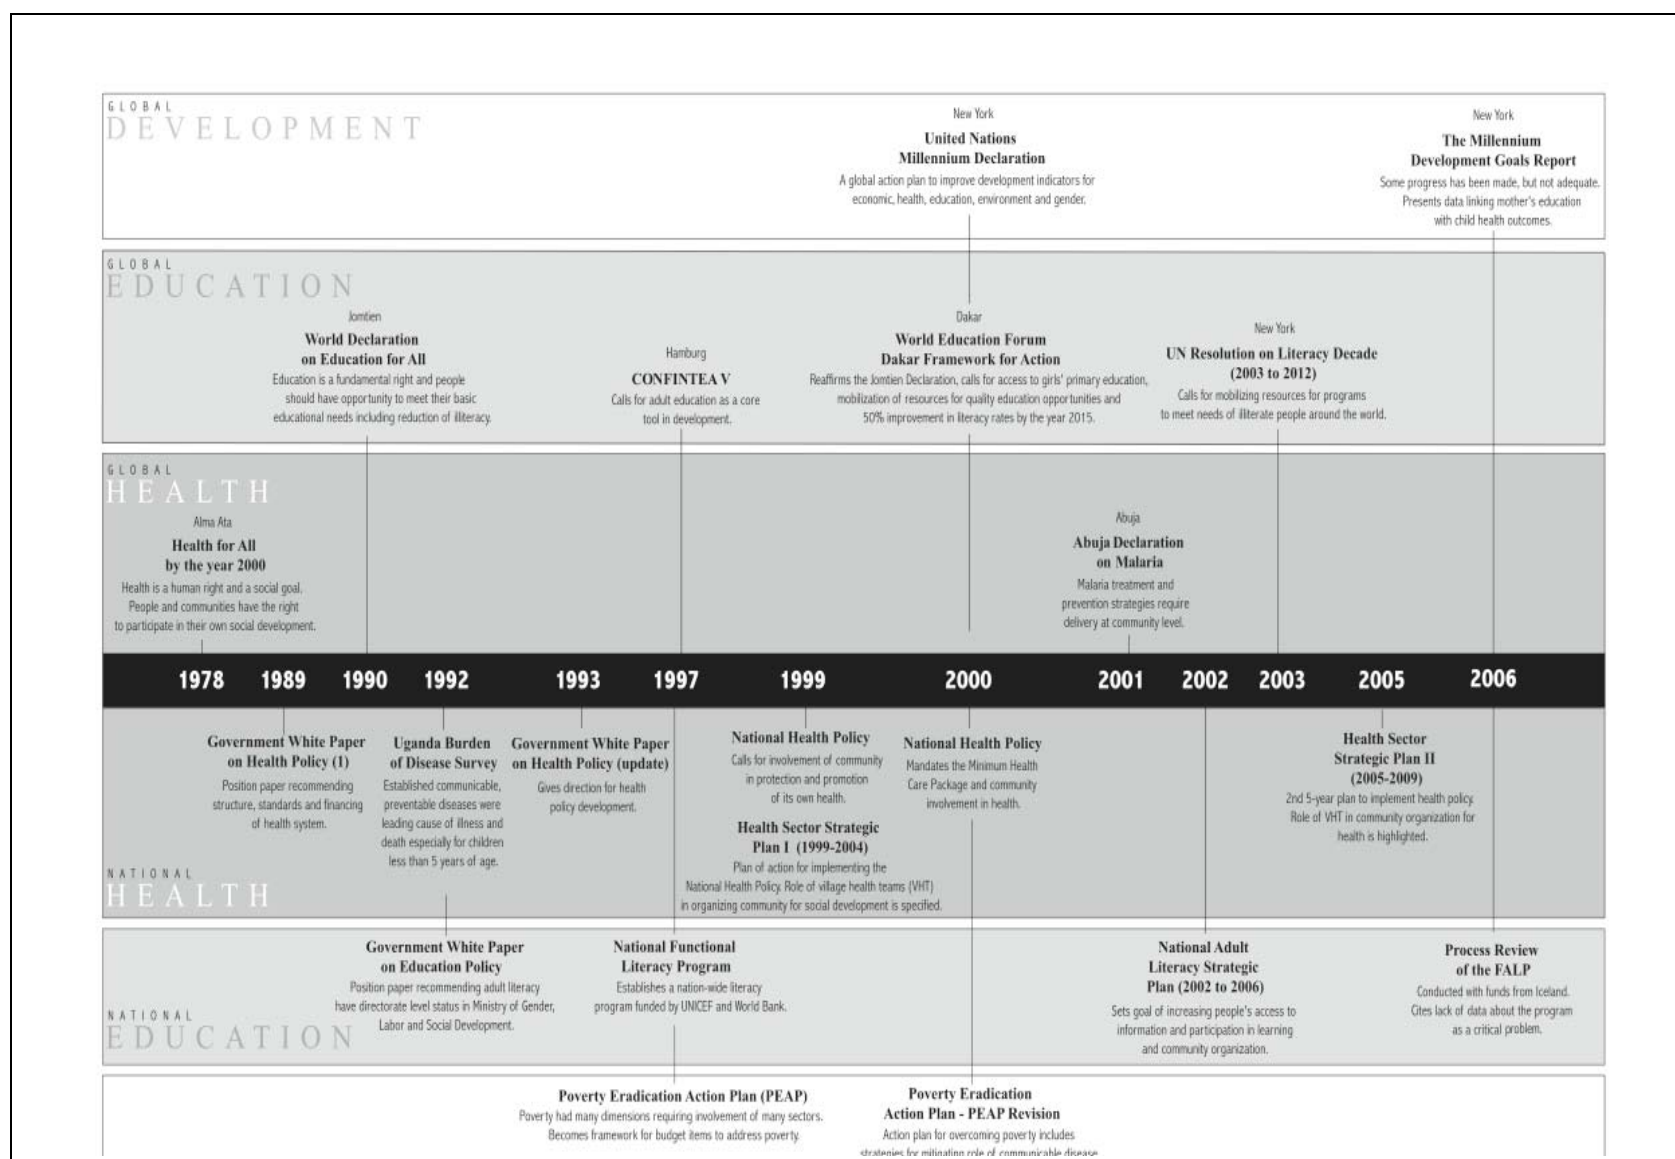 GLOBAL
DEVELOPMENT
New York
United Nations
Millennium Declaration
A global action plan to improve development indicators for
economic, health, education, environment and gender.
New York
The Millennium
Development Goals Report
Some progress has been made, but not adequate.
Presents data linking mother's education
with child health outcomes.
GLOBAL
EDUCATION
Jomtien
World Declaration
on Education for All
Education is a fundamental right and people
should have opportunity to meet their basic
educational needs including reduction of illiteracy.
Hamburg
CONFINTEA V
Calls for adult education as a core
tool in development.
Dakar
World Education Forum
Dakar Framework for Action
Reaffirms the Jomtien Declaration, calls for access to girls' primary education,
mobilization of resources for quality education opportunities and
50% improvement in literacy rates by the year 2015.
New York
UN Resolution on Literacy Decade
(2003 to 2012)
Calls for mobilizing resources for programs
to meet needs of illiterate people around the world.
GLOBAL
HEALTH
Alma Ata
Health for All
by the year 2000
Health is a human right and a social goal.
People and communities have the right
to participate in their own social development.
Abuja
Abuja Declaration
on Malaria
Malaria treatment and
prevention strategies require
delivery at community level.
1978 1989 1990 1992 1993 1997 1999 2000 2001 2002 2003 2005 2006
Government White Paper
on Health Policy (1)
Position paper recommending
structure, standards and financing
of health system.
Uganda Burden
of Disease Survey
Established communicable,
preventable diseases were
leading cause of illness and
death especially for children
less than 5 years of age.
Government White Paper
on Health Policy (update)
Gives direction for health
policy development.
National Health Policy
Calls for involvement of community
in protection and promotion
of its own health.
Health Sector Strategic
Plan I (1999-2004)
Plan of action for implementing the
National Health Policy. Role of village health teams (VHT)
in organizing community for social development is specified.
National Health Policy
Mandates the Minimum Health
Care Package and community
involvement in health.
Health Sector
Strategic Plan II
(2005-2009)
2nd 5-year plan to implement health policy.
Role of VHT in community organization for
health is highlighted.
NATIONAL
HEALTH
Government White Paper
on Education Policy
Position paper recommending adult literacy
have directorate level status in Ministry of Gender,
Labor and Social Development.
National Functional
Literacy Program
Establishes a nation-wide literacy
program funded by UNICEF and World Bank.
National Adult
Literacy Strategic
Plan (2002 to 2006)
Sets goal of increasing people's access to
information and participation in learning
and community organization.
Process Review
of the FALP
Conducted with funds from Iceland.
Cites lack of data about the program
as a critical problem.
NATIONAL
EDUCATION
Poverty Eradication Action Plan (PEAP)
Poverty had many dimensions requiring involvement of many sectors.
Becomes framework for budget items to address poverty.
Poverty Eradication
Action Plan - PEAP Revision
Action plan for overcoming poverty includes
strategies for mitigating role of communicable disease